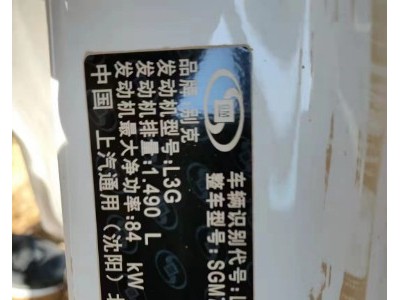 品牌:别克
发动机型号:L3G
发动机排量:1.490 L
发动机最大净功率:84 kW
中国 上汽通用（沈阳）
GM
车辆识别代号:L
整车型号:SGM